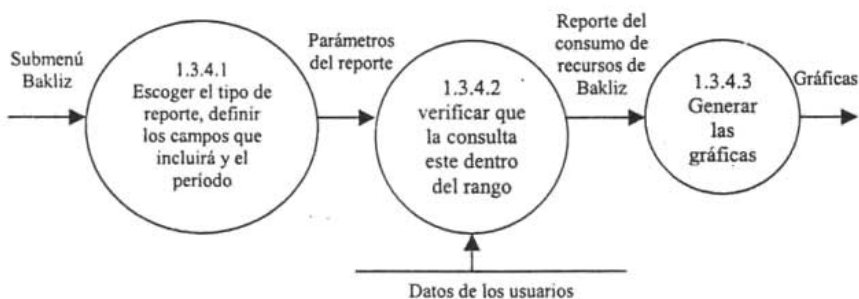 Submenú
Bakliz
1.3.4.1
Escoger el tipo de
reporte, definir
los campos que
incluirá y el
período
Parámetros
del reporte
1.3.4.2
verificar que
la consulta
este dentro
del rango
Reporte del
consumo de
recursos de
Bakliz
1.3.4.3
Generar
las
gráficas
Gráficas
Datos de los usuarios